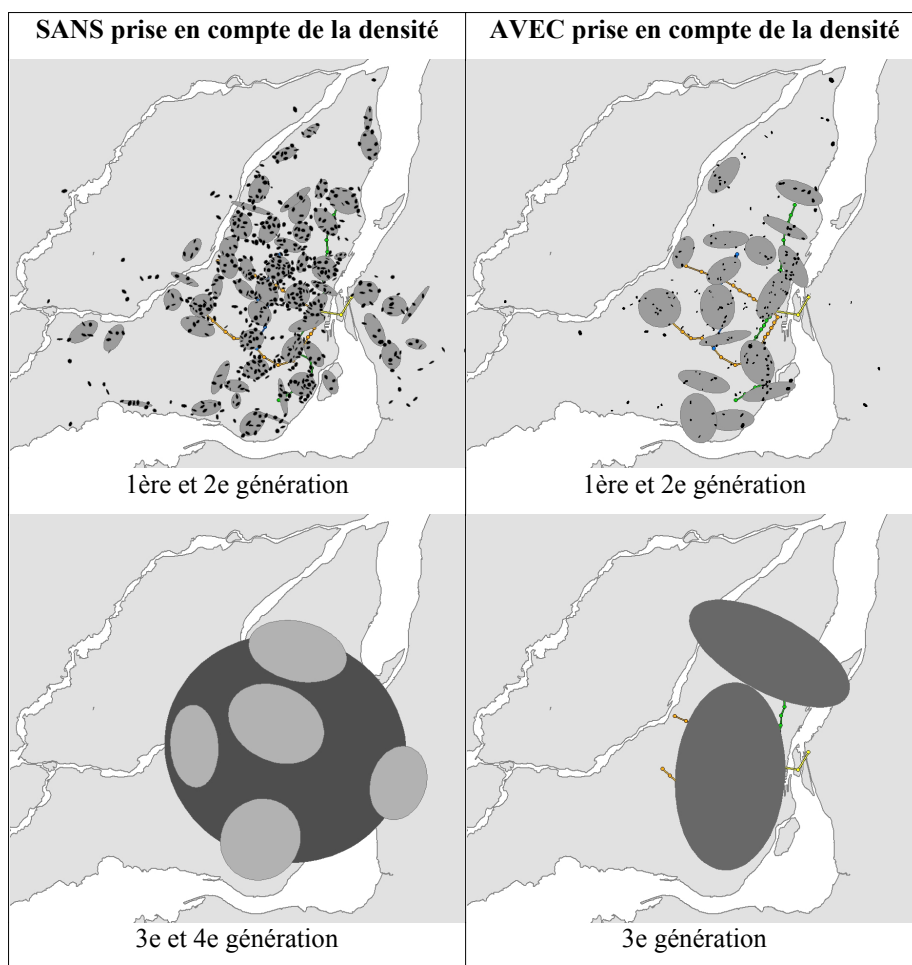 SANS prise en compte de la densité
AVEC prise en compte de la densité
1ère et 2e génération
1ère et 2e génération
3e et 4e génération
3e génération